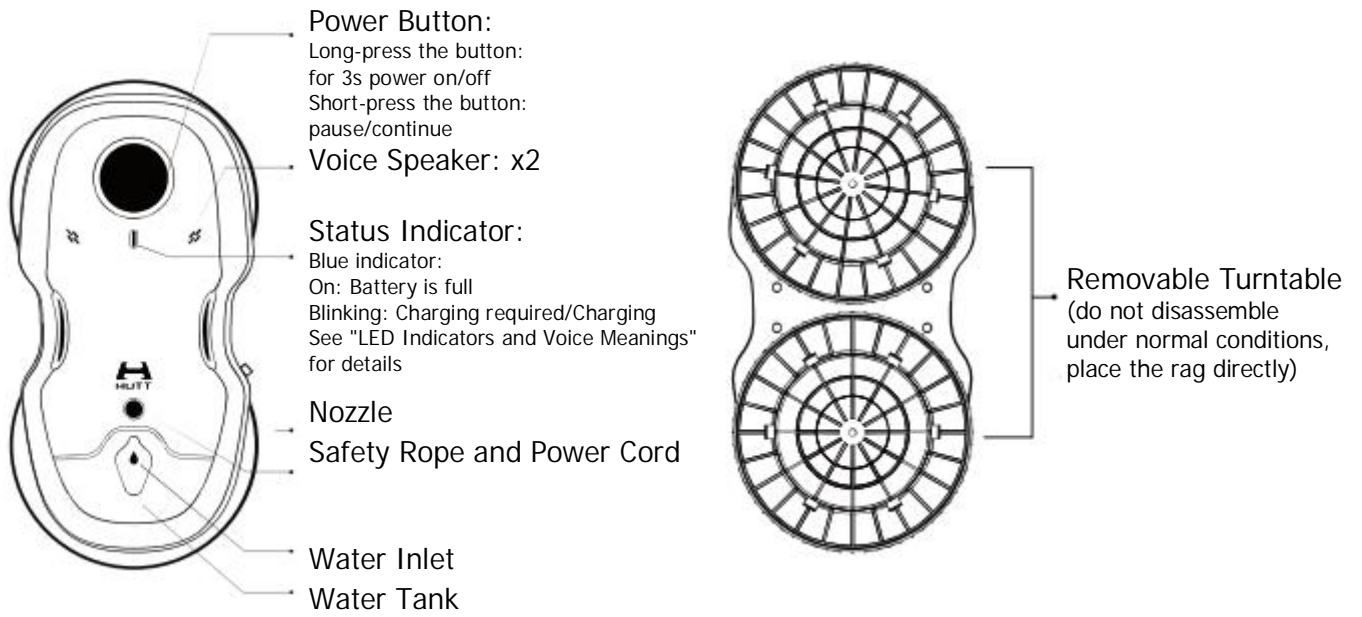 Power Button:
Long-press the button:
for 3s power on/off
Short-press the button:
pause/continue
Voice Speaker: x2
Status Indicator:
Blue indicator:
On: Battery is full
Blinking: Charging required/Charging
See "LED Indicators and Voice Meanings"
for details
HUTT
Nozzle
Safety Rope and Power Cord
Water Inlet
Water Tank
Removable Turntable
(do not disassemble
under normal conditions,
place the rag directly)